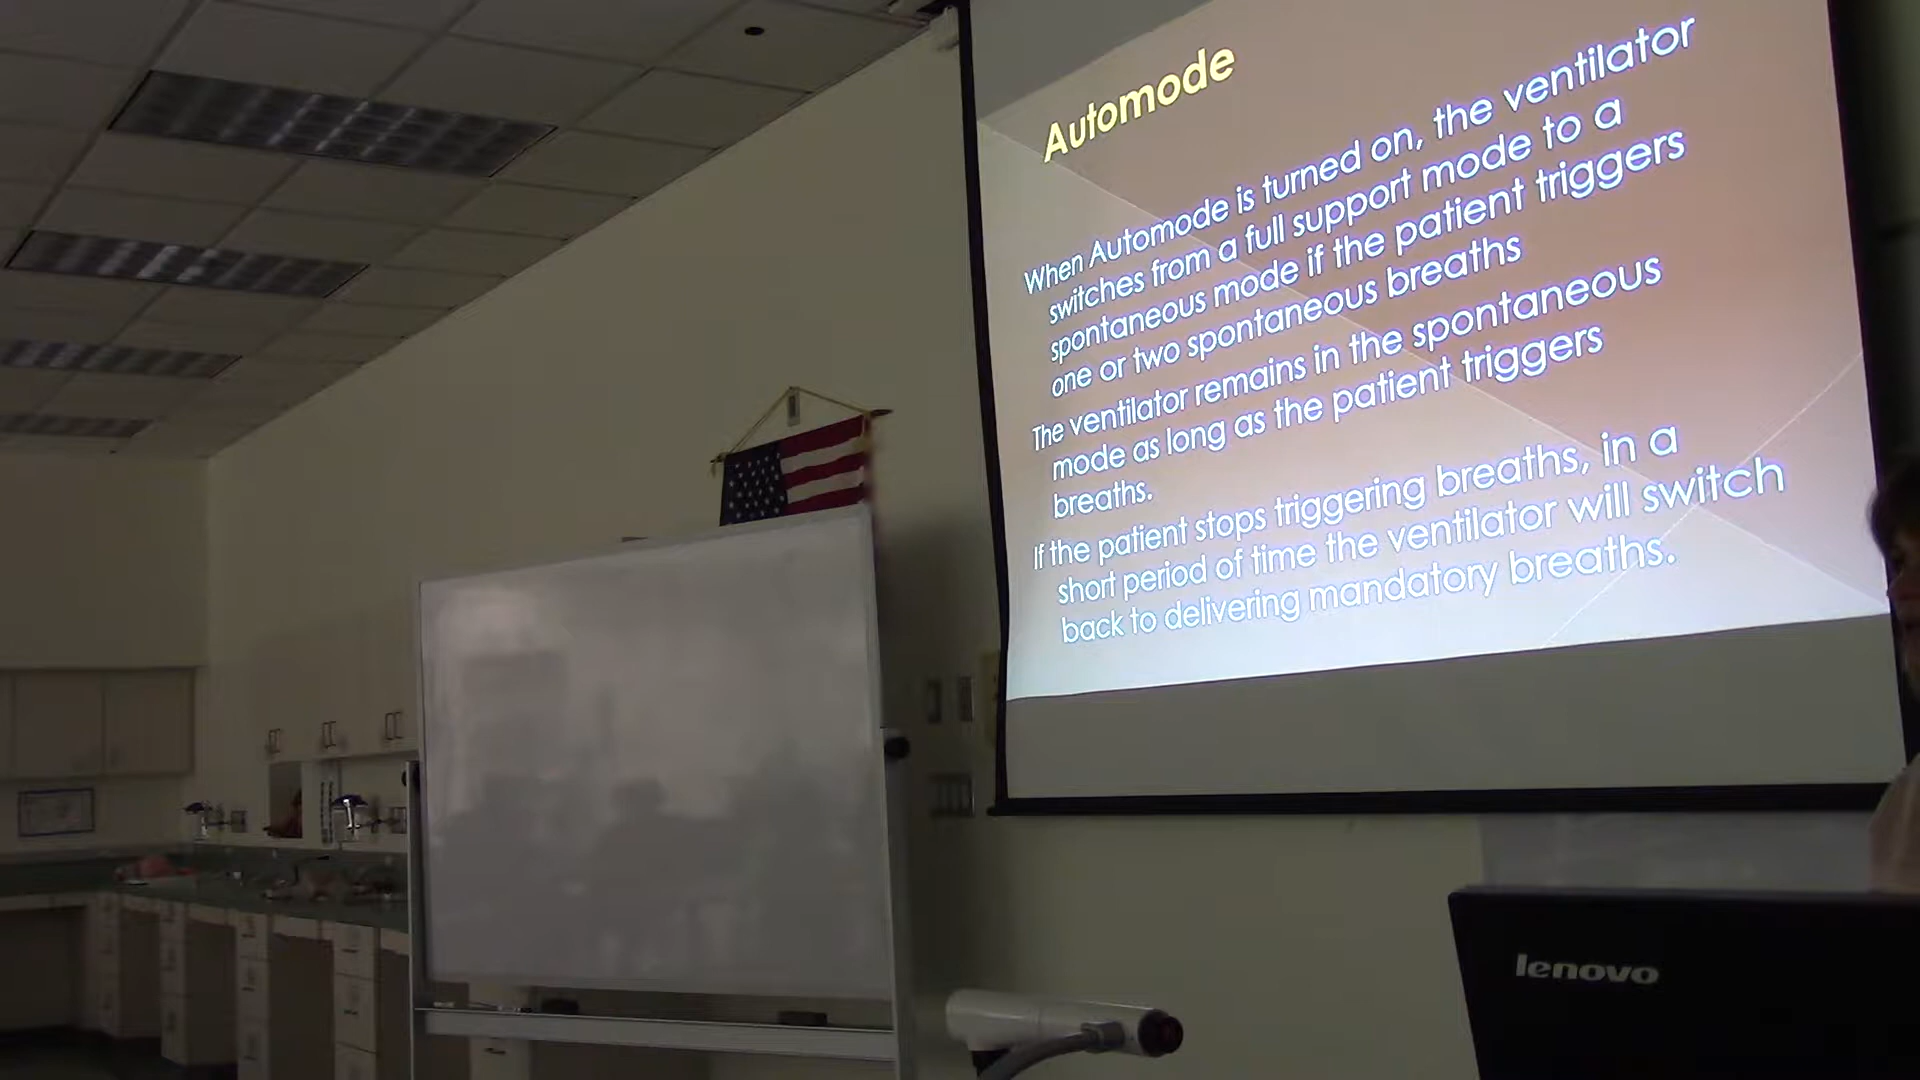 Automode
When Automode is turned on, the ventilator
switches from a full support mode to a
spontaneous mode if the patient triggers
one or two spontaneous breaths
The ventilator remains in the spontaneous
mode as long as the patient triggers
breaths.
If the patient stops triggering breaths, in a
short period of time the ventilator will switch
back to delivering mandatory breaths.
lenovo